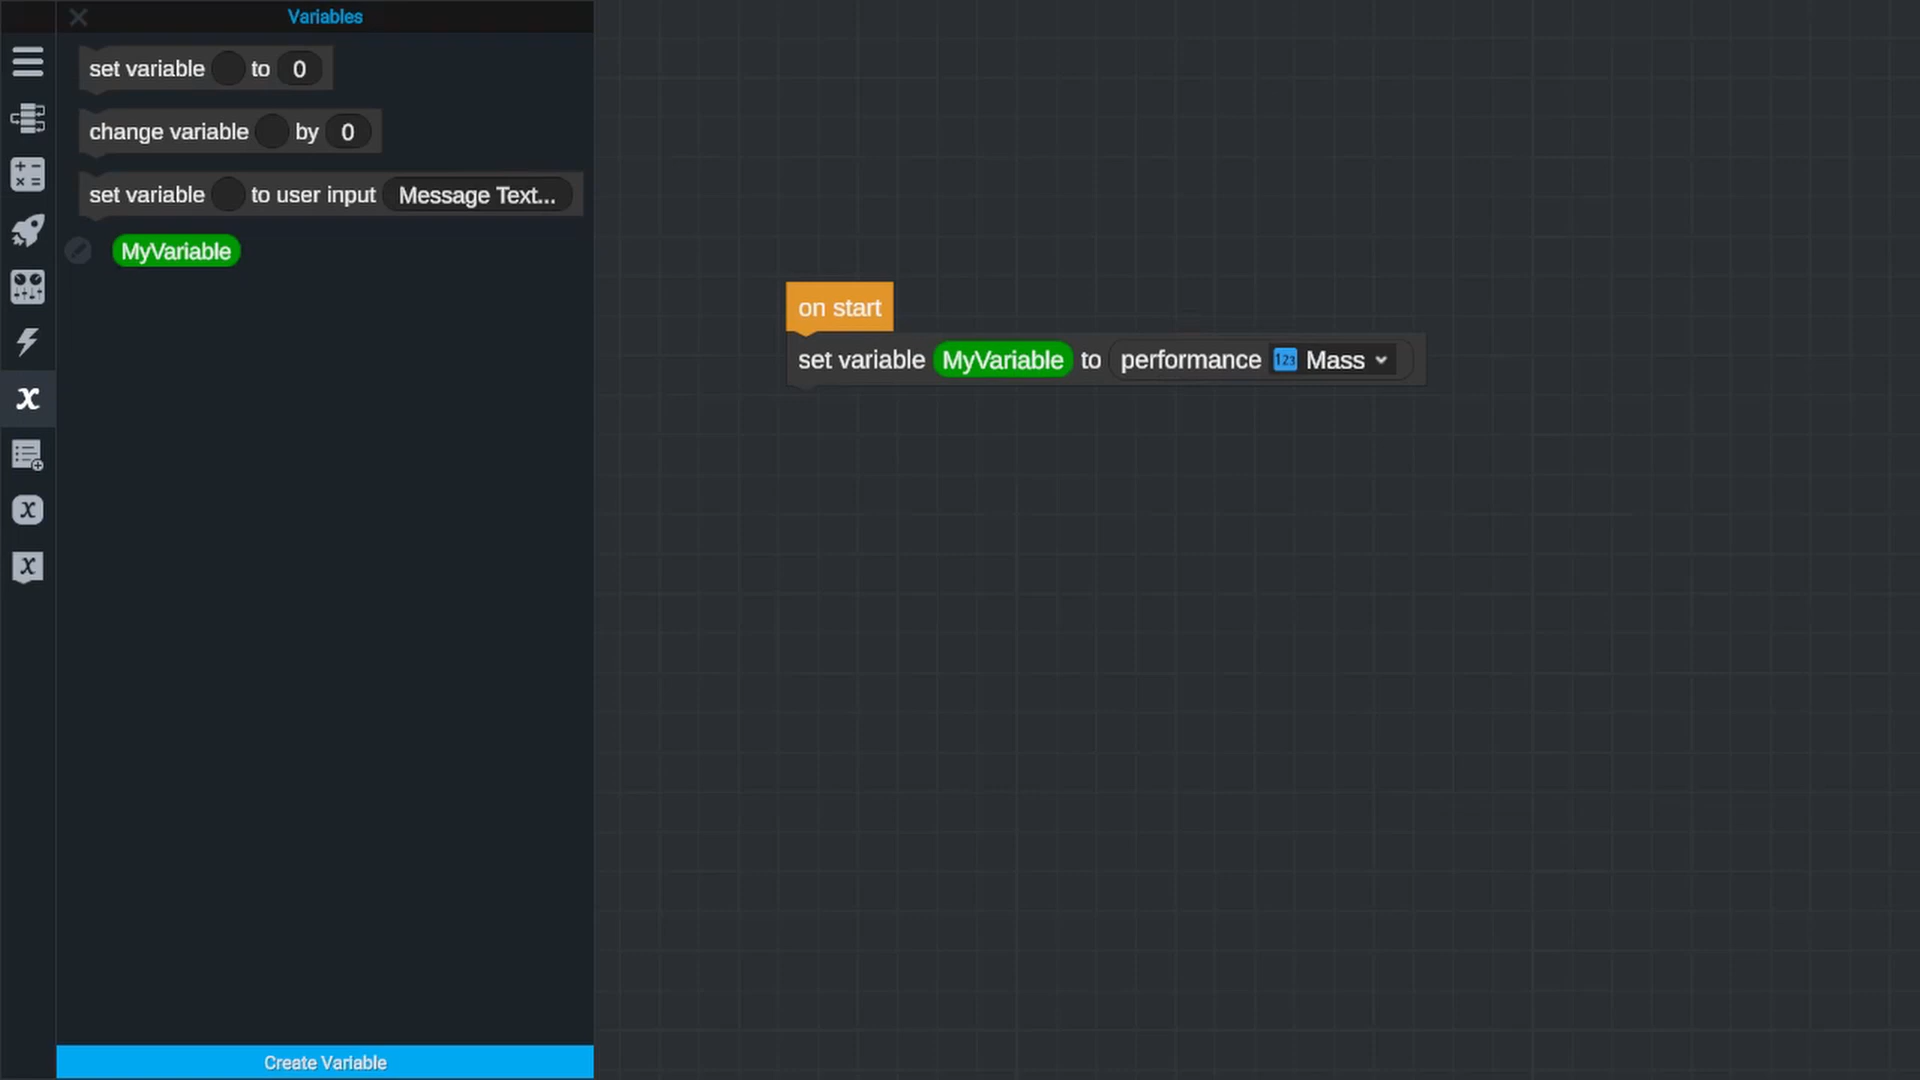 Variables
set variable to 0
change variable by 0
set variable to user input Message Text...
MyVariable
on start
set variable MyVariable to performance 123 Mass
Create Variable